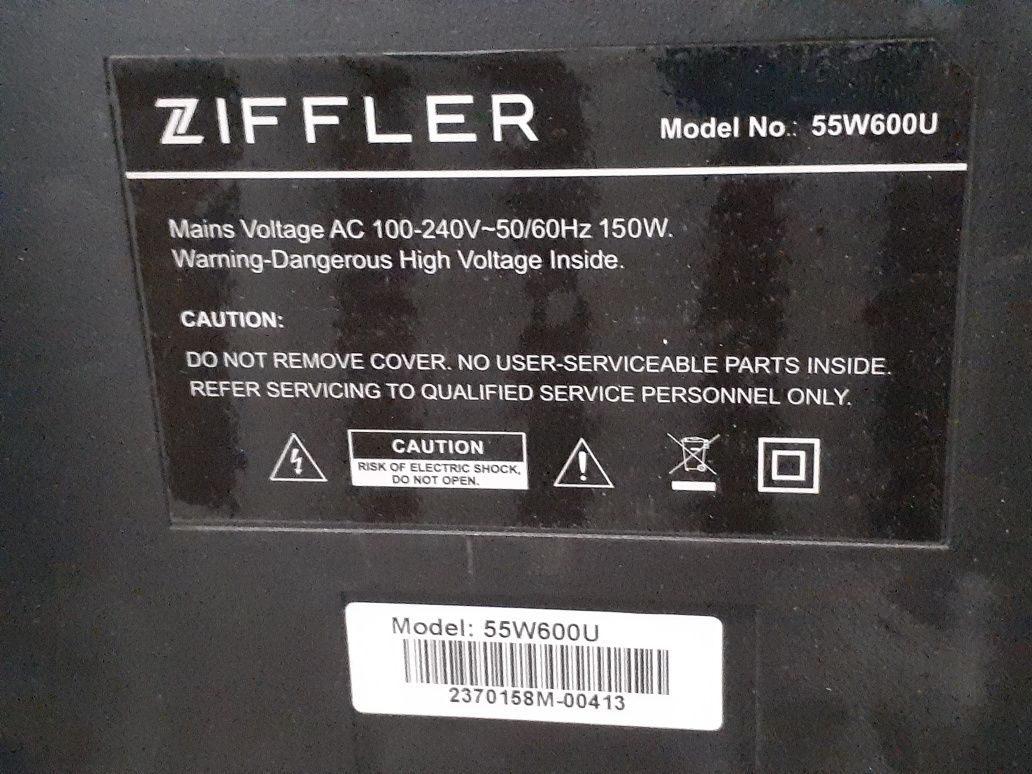 ZIFFLER
Model No.: 55W600U
Mains Voltage AC 100-240V~50/60Hz 150W.
Warning-Dangerous High Voltage Inside.
CAUTION:
DO NOT REMOVE COVER. NO USER-SERVICEABLE PARTS INSIDE.
REFER SERVICING TO QUALIFIED SERVICE PERSONNEL ONLY.
CAUTION
RISK OF ELECTRIC SHOCK,
DO NOT OPEN.
Model: 55W600U
2370158M-00413